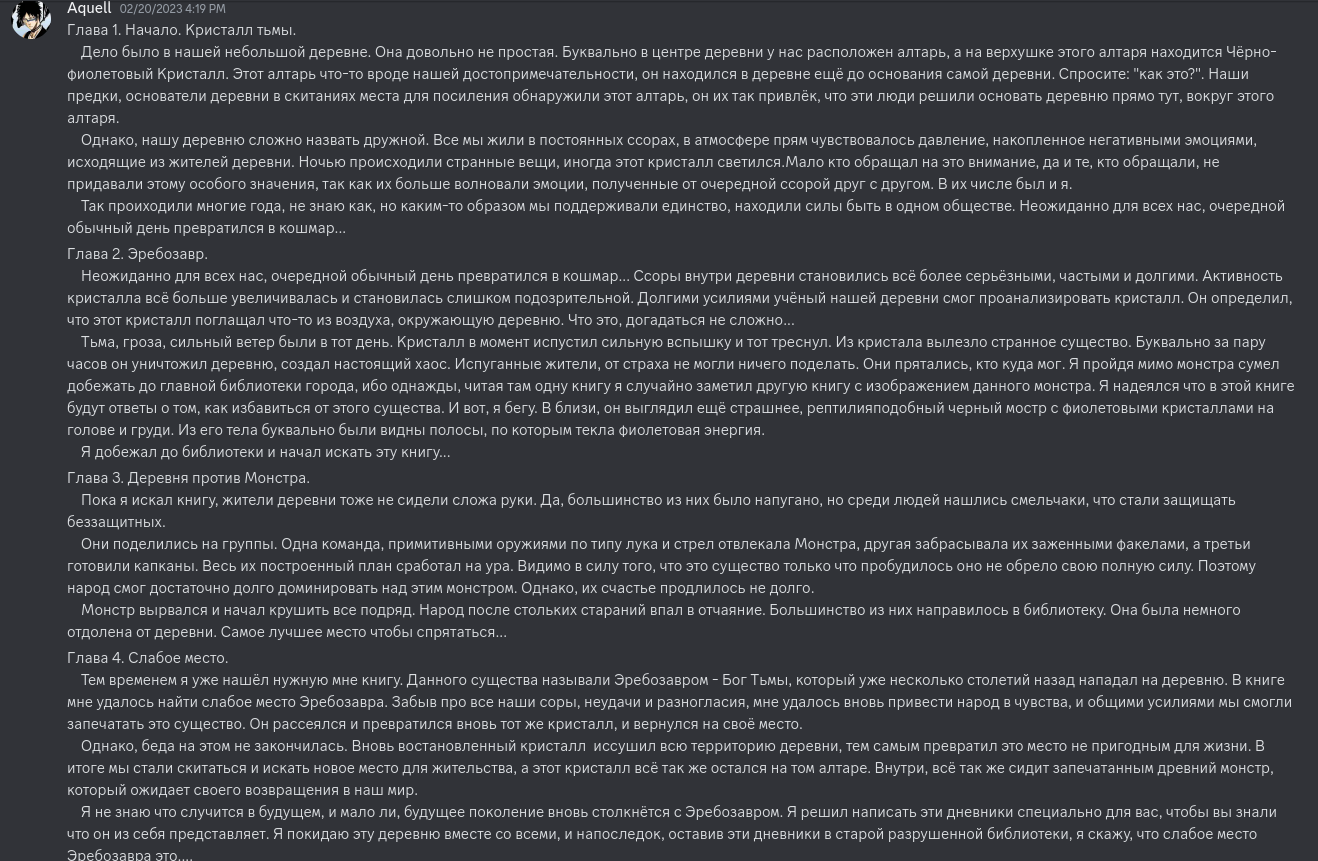 Aquell 02/20/2023 4:19 PM
Глава 1. Начало. Кристалл тьмы.
Дело было в нашей небольшой деревне. Она довольно не простая. Буквально в центре деревни у нас расположен алтарь, а на верхушке этого алтаря находится Чёрно-
фиолетовый Кристалл. Этот алтарь что-то вроде нашей достопримечательности, он находился в деревне ещё до основания самой деревни. Спросите: "как это?". Наши
предки, основатели деревни в скитаниях места для посиления обнаружили этот алтарь, он их так привлёк, что эти люди решили основать деревню прямо тут, вокруг этого
алтаря.
Однако, нашу деревню сложно назвать дружной. Все мы жили в постоянных ссорах, в атмосфере прям чувствовалось давление, накопленное негативными эмоциями,
исходящие из жителей деревни. Ночью происходили странные вещи, иногда этот кристалл светился.Мало кто обращал на это внимание, да и те, кто обращали, не
придавали этому особого значения, так как их больше волновали эмоции, полученные от очередной ссорой друг с другом. В их числе был и я.
Так проиходили многие года, не знаю как, но каким-то образом мы поддерживали единство, находили силы быть в одном обществе. Неожиданно для всех нас, очередной
обычный день превратился в кошмар...
Глава 2. Эребозавр.
Неожиданно для всех нас, очередной обычный день превратился в кошмар... Ссоры внутри деревни становились всё более серьёзными, частыми и долгими. Активность
кристалла всё больше увеличивалась и становилась слишком подозрительной. Долгими усилиями учёный нашей деревни смог проанализировать кристалл. Он определил,
что этот кристалл поглащал что-то из воздуха, окружающую деревню. Что это, догадаться не сложно...
Тьма, гроза, сильный ветер были в тот день. Кристалл в момент испустил сильную вспышку и тот треснул. Из кристала вылезло странное существо. Буквально за пару
часов он уничтожил деревню, создал настоящий хаос. Испуганные жители, от страха не могли ничего поделать. Они прятались, кто куда мог. Я пройдя мимо монстра сумел
добежать до главной библиотеки города, ибо однажды, читая там одну книгу я случайно заметил другую книгу с изображением данного монстра. Я надеялся что в этой книге
будут ответы о том, как избавиться от этого существа. И вот, я бегу. В близи, он выглядил ещё страшнее, рептилияподобный черный мостр с фиолетовыми кристаллами на
голове и груди. Из его тела буквально были видны полосы, по которым текла фиолетовая энергия.
Я добежал до библиотеки и начал искать эту книгу...
Глава 3. Деревня против Монстра.
Пока я искал книгу, жители деревни тоже не сидели сложа руки. Да, большинство из них было напугано, но среди людей нашлись смельчаки, что стали защищать
беззащитных.
Они поделились на группы. Одна команда, примитивными оружиями по типу лука и стрел отвлекала Монстра, другая забрасывала их заженными факелами, а третьи
готовили капканы. Весь их построенный план сработал на ура. Видимо в силу того, что это существо только что пробудилось оно не обрело свою полную силу. Поэтому
народ смог достаточно долго доминировать над этим монстром. Однако, их счастье продлилось не долго.
Монстр вырвался и начал крушить все подряд. Народ после стольких стараний впал в отчаяние. Большинство из них направилось в библиотеку. Она была немного
отдолена от деревни. Самое лучшее место чтобы спрятаться...
Глава 4. Слабое место.
Тем временем я уже нашёл нужную мне книгу. Данного существа называли Эребозавром - Бог Тьмы, который уже несколько столетий назад нападал на деревню. В книге
мне удалось найти слабое место Эребозавра. Забыв про все наши соры, неудачи и разногласия, мне удалось вновь привести народ в чувства, и общими усилиями мы смогли
запечатать это существо. Он рассеялся и превратился вновь тот же кристалл, и вернулся на своё место.
Однако, беда на этом не закончилась. Вновь востановленный кристалл иссушил всю территорию деревни, тем самым превратил это место не пригодным для жизни. В
итоге мы стали скитаться и искать новое место для жительства, а этот кристалл всё так же остался на том алтаре. Внутри, всё так же сидит запечатанным древний монстр,
который ожидает своего возвращения в наш мир.
Я не знаю что случится в будущем, и мало ли, будущее поколение вновь столкнётся с Эребозавром. Я решил написать эти дневники специально для вас, чтобы вы знали
что он из себя представляет. Я покидаю эту деревню вместе со всеми, и напоследок, оставив эти дневники в старой разрушенной библиотеки, я скажу, что слабое место
Эребозавра это....